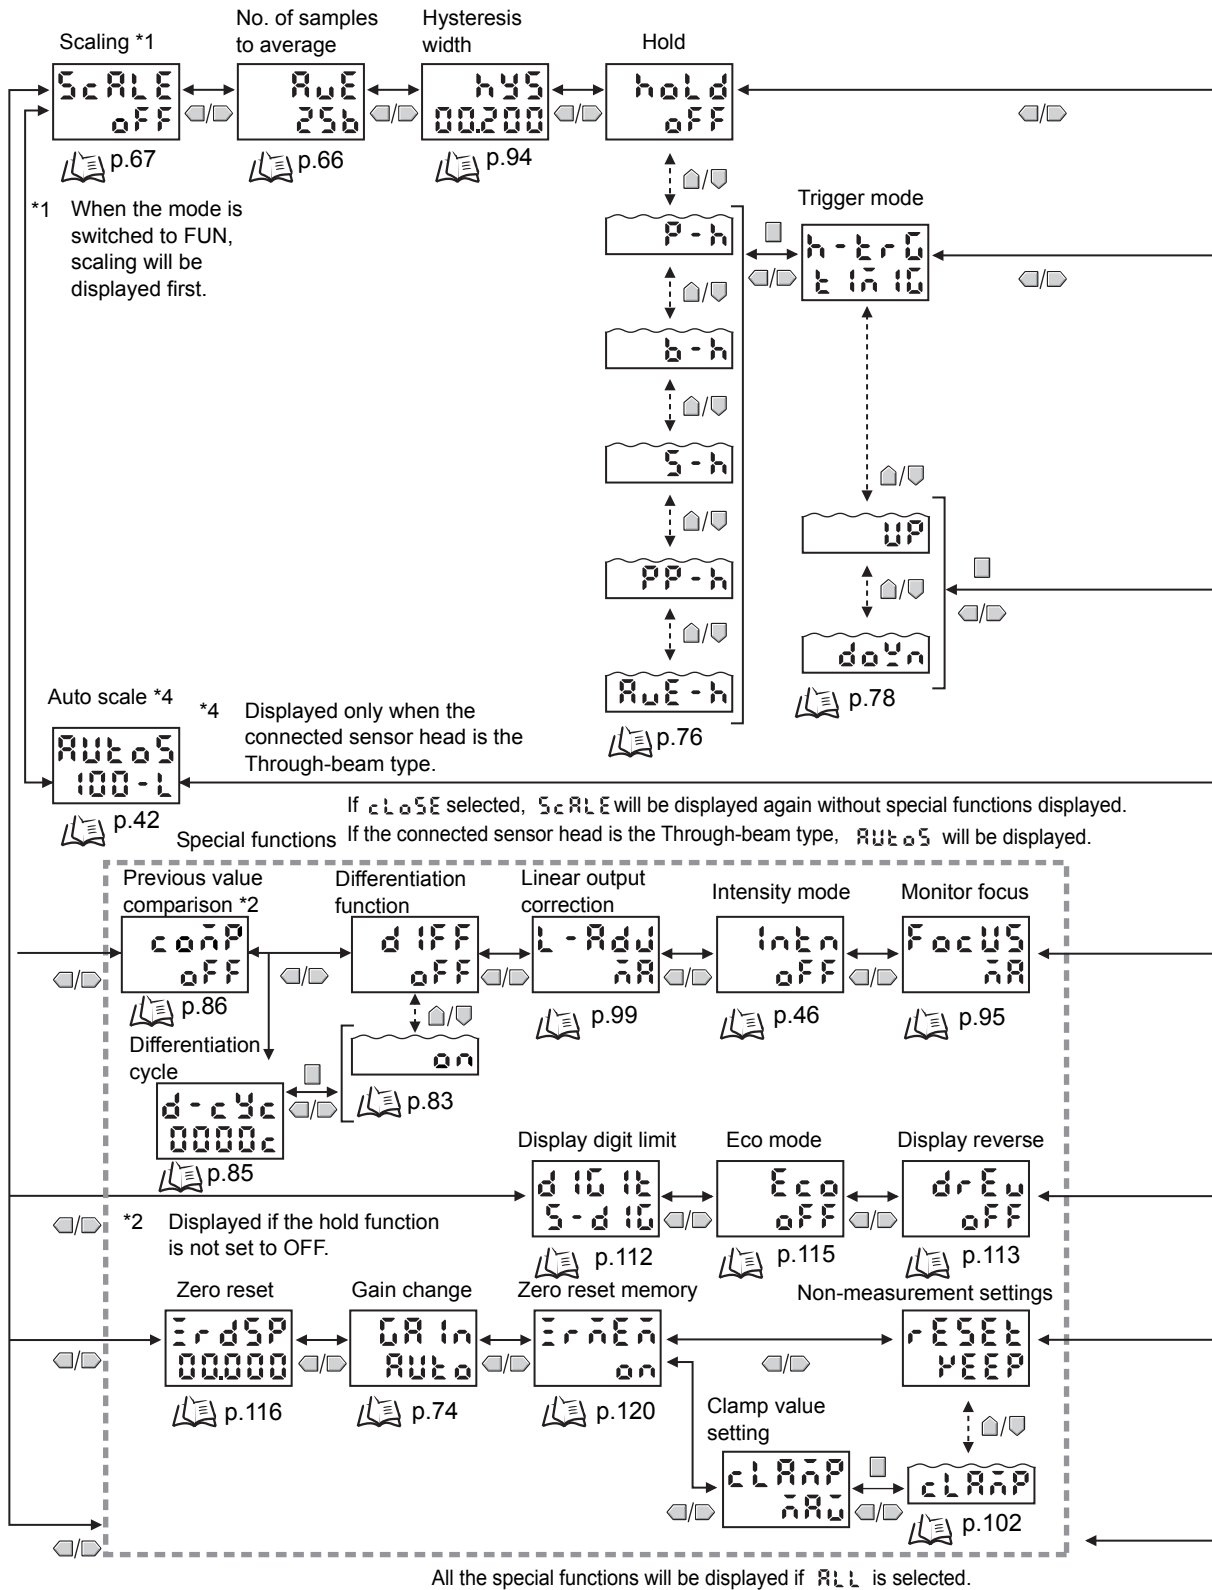 Scaling *1
No. of samples
to average
Hysteresis
width
Hold
ScALE
oFF
AvE
256
hYS
00.200
hoLd
oFF
p.67
p.66
p.94
*1 When the mode is
switched to FUN,
scaling will be
displayed first.
P-h
b-h
S-h
PP-h
AvE-h
p.76
Trigger mode
h-trG
tImIG
UP
doWn
p.78
Auto scale *4
AUtoS
100-L
p.42
*4 Displayed only when the
connected sensor head is the
Through-beam type.
If cLoSE selected, ScALE will be displayed again without special functions displayed.
If the connected sensor head is the Through-beam type, AUtoS will be displayed.
Special functions
Previous value
comparison *2
Differentiation
function
Linear output
correction
Intensity mode
Monitor focus
comP
oFF
dIFF
oFF
L-AdJ
mA
Intn
oFF
FocUS
mA
p.86
p.99
p.46
p.95
on
p.83
Differentiation
cycle
d-cYc
0000c
p.85
Display digit limit
Eco mode
Display reverse
dIGIt
5-dIG
Eco
oFF
drEv
oFF
p.112
p.115
p.113
*2 Displayed if the hold function
is not set to OFF.
Zero reset
Gain change
Zero reset memory
Non-measurement settings
ZrdSP
00.000
GAIn
AUto
ZrmEm
on
rESEt
KEEP
p.116
p.74
p.120
Clamp value
setting
cLAmP
mAX
cLAmP
p.102
All the special functions will be displayed if ALL is selected.